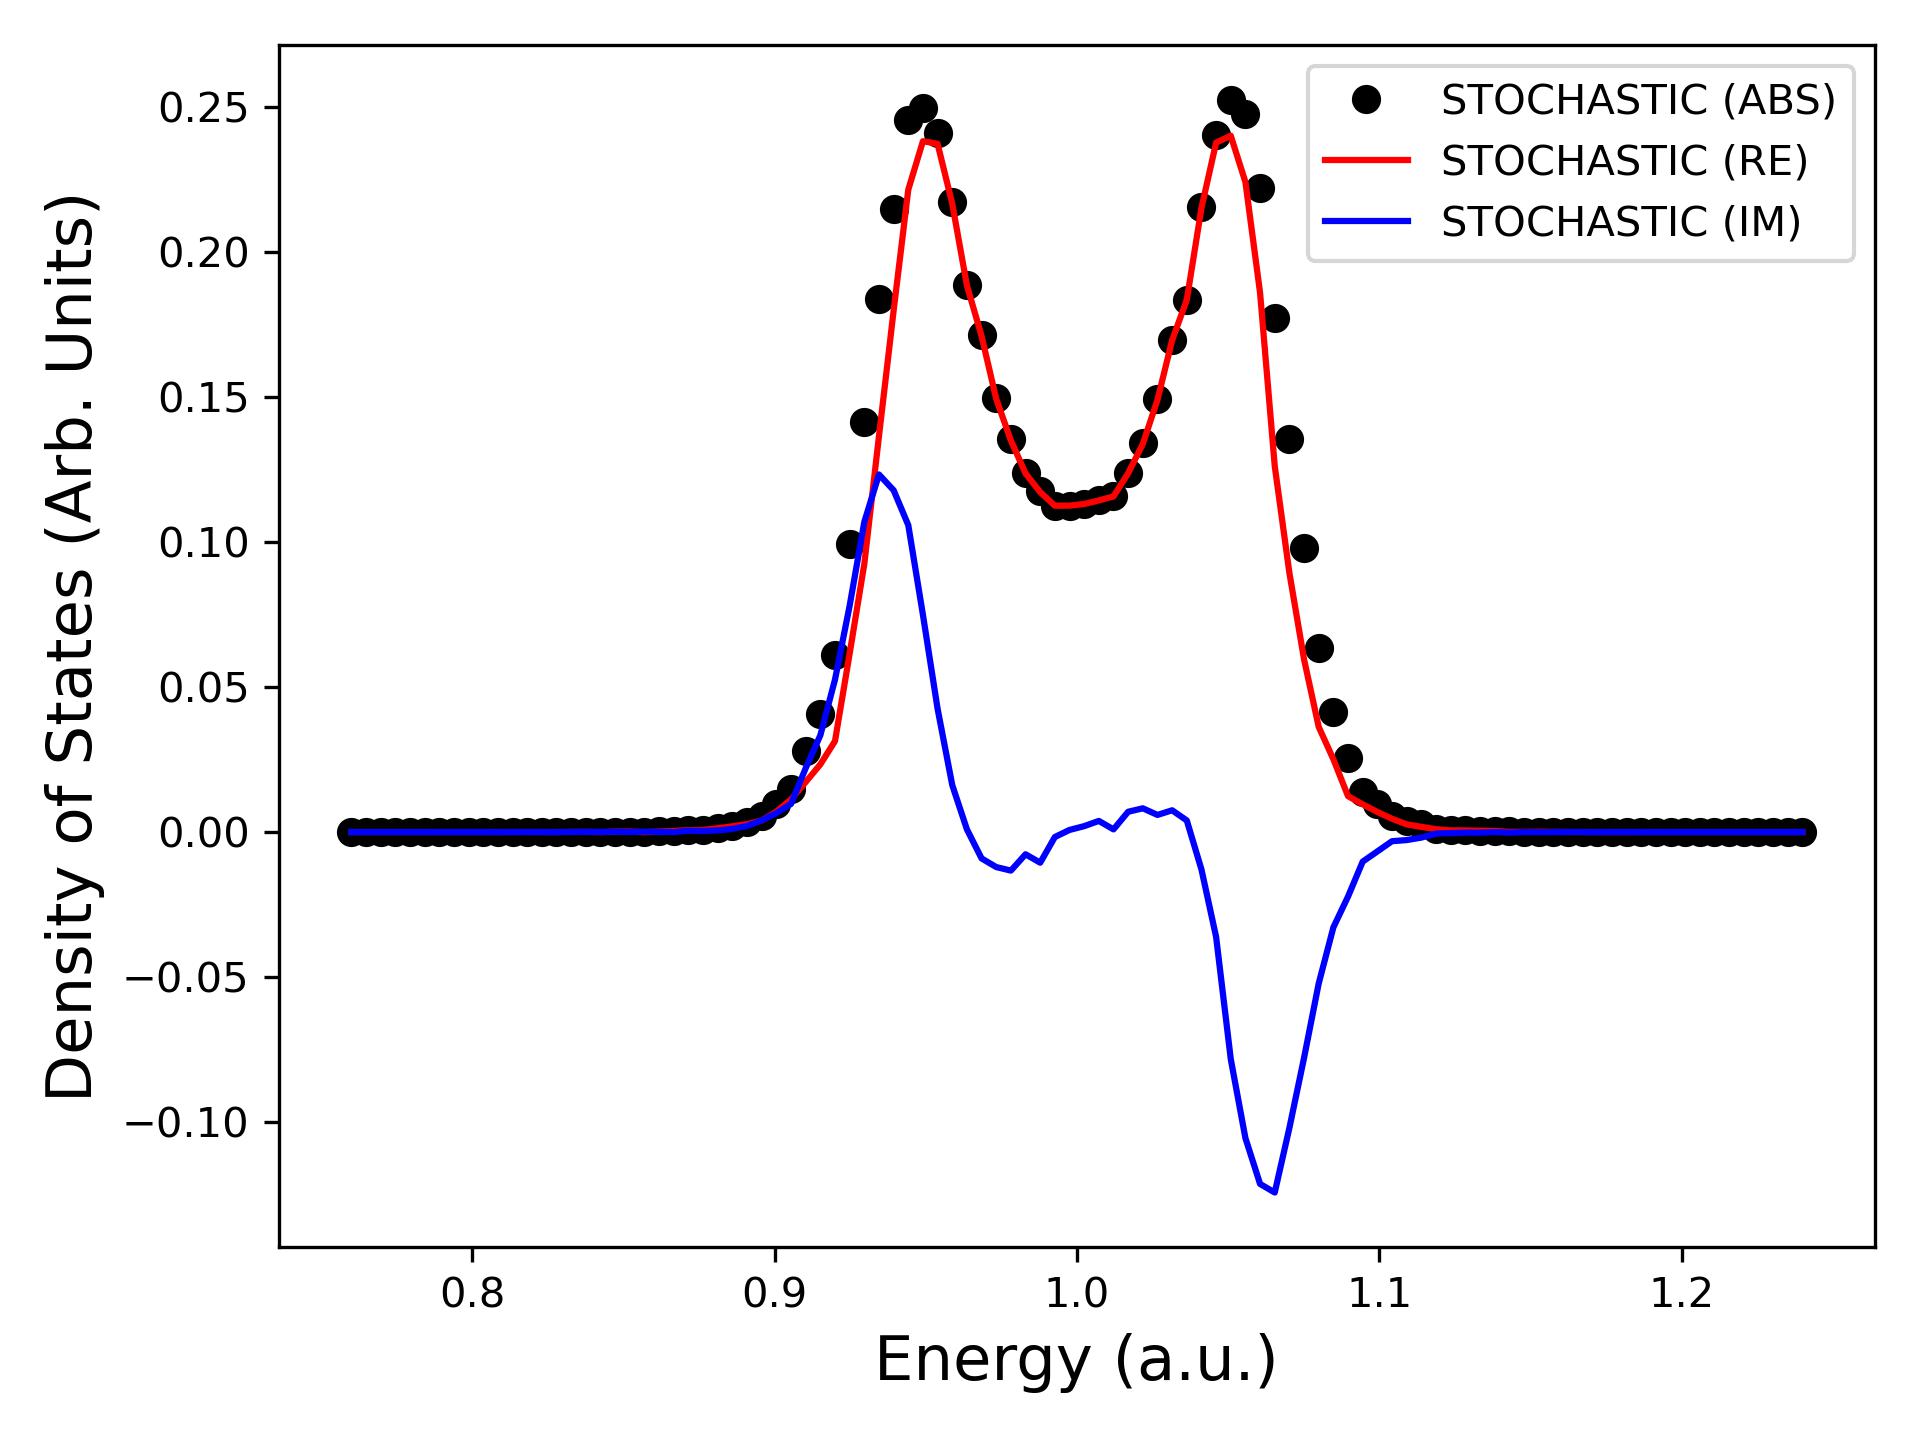 STOCHASTIC (ABS)
STOCHASTIC (RE)
STOCHASTIC (IM)
Density of States (Arb. Units)
0.25
0.20
0.15
0.10
0.05
0.00
−0.05
−0.10
0.8 0.9 1.0 1.1 1.2
Energy (a.u.)